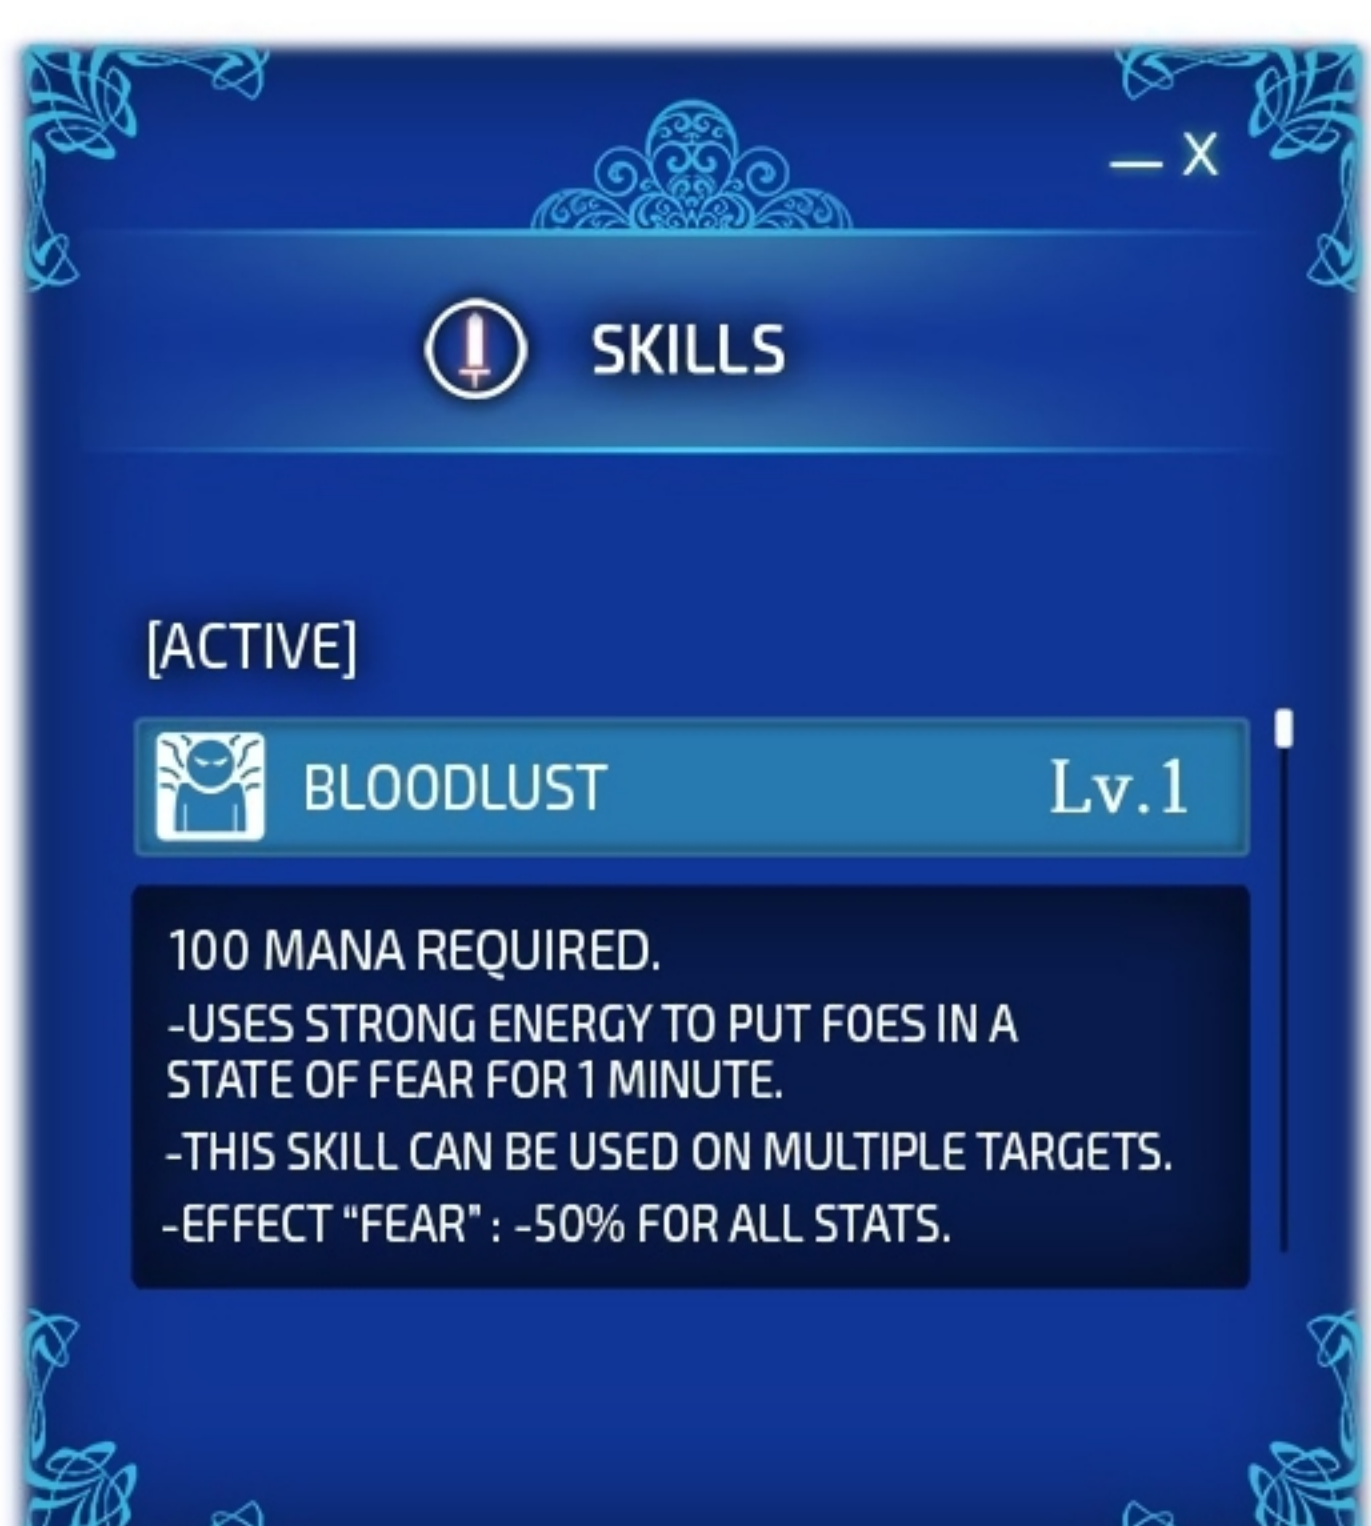 — X
SKILLS
[ACTIVE]
BLOODLUST Lv.1
100 MANA REQUIRED.
-USES STRONG ENERGY TO PUT FOES IN A
STATE OF FEAR FOR 1 MINUTE.
-THIS SKILL CAN BE USED ON MULTIPLE TARGETS.
-EFFECT “FEAR” : -50% FOR ALL STATS.